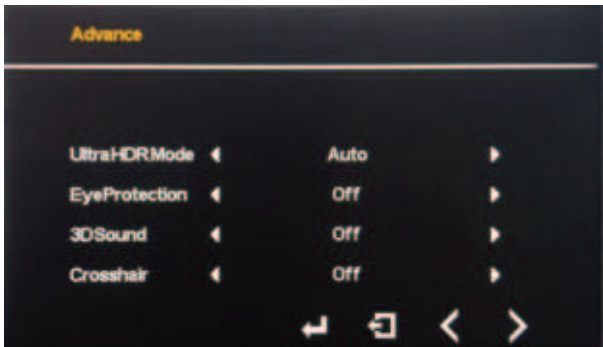 Advance
UltraHDRMode Auto
EyeProtection Off
3DSound Off
Crosshair Off